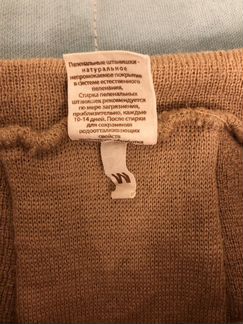 Пеленальные штанишки -
натуральное
непромокаемое покрытие
в системе естественного
пеленания.
Стирка пеленальных
штанишек рекомендуется
по мере загрязнения,
приблизительно, каждые
10-14 дней. После стирки
для сохранения
водоотталкивающих
свойств
M